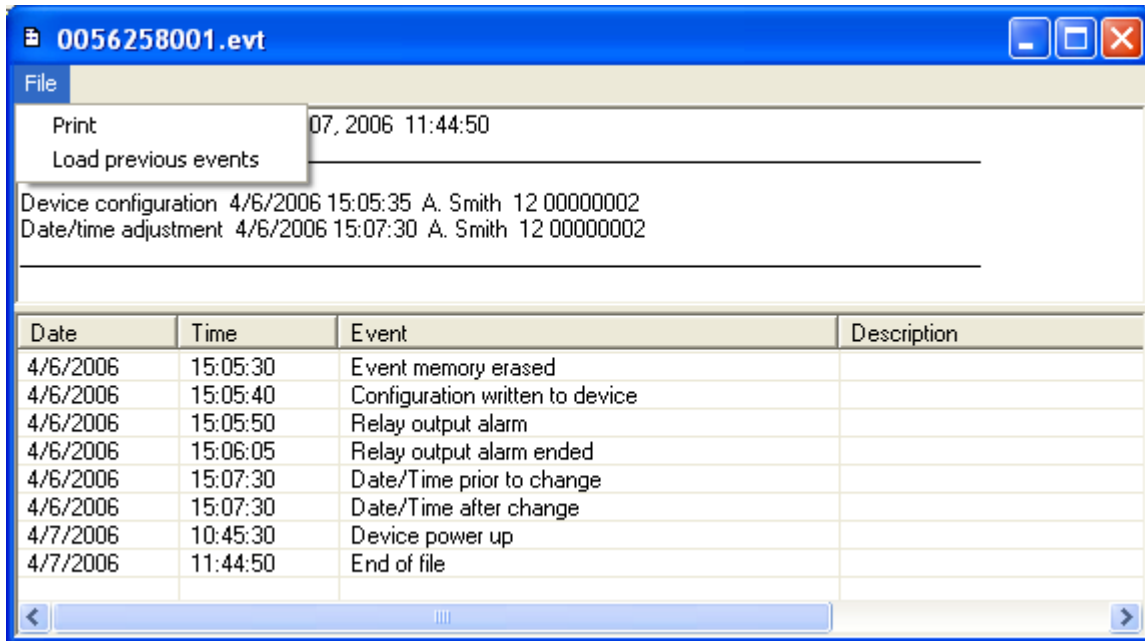 0056258001.evt
File
Print
Load previous events
07, 2006 11:44:50
Device configuration 4/6/2006 15:05:35 A. Smith 12 00000002
Date/time adjustment 4/6/2006 15:07:30 A. Smith 12 00000002
Date Time Event Description
4/6/2006 15:05:30 Event memory erased
4/6/2006 15:05:40 Configuration written to device
4/6/2006 15:05:50 Relay output alarm
4/6/2006 15:06:05 Relay output alarm ended
4/6/2006 15:07:30 Date/Time prior to change
4/6/2006 15:07:30 Date/Time after change
4/7/2006 10:45:30 Device power up
4/7/2006 11:44:50 End of file